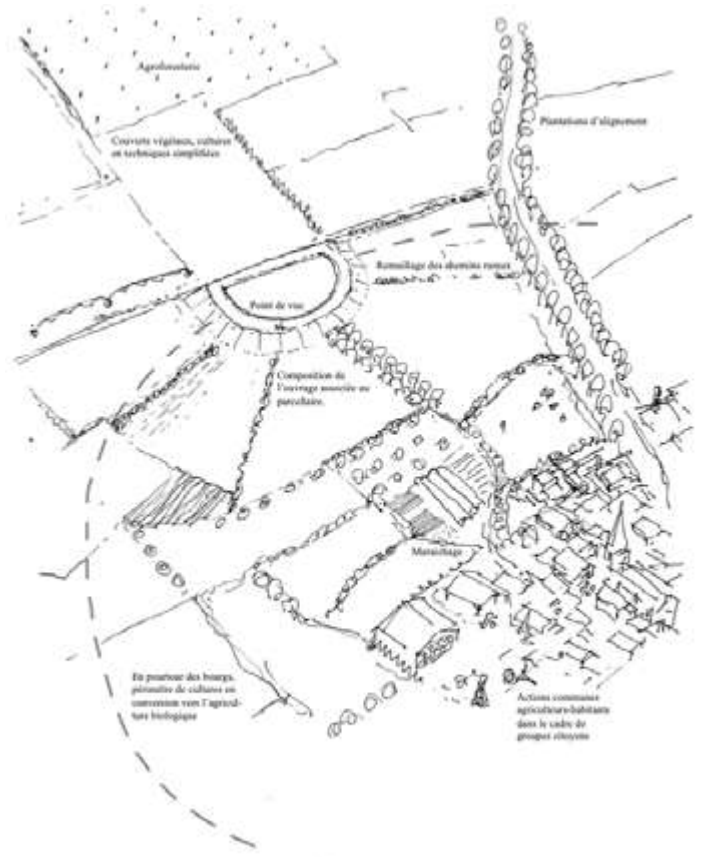 Agroforesterie
Plantations d'alignement
Couverts végétaux, cultures
en techniques simplifiées
Remaillage des chemins ruraux
Point de vue
Composition de
l'ouvrage associée au
parcellaire.
Maraichage
En pourtour des bourgs,
périmètre de cultures en
conversion vers l'agricul-
ture biologique
Actions communes
agriculteurs-habitants
dans le cadre de
groupes citoyens